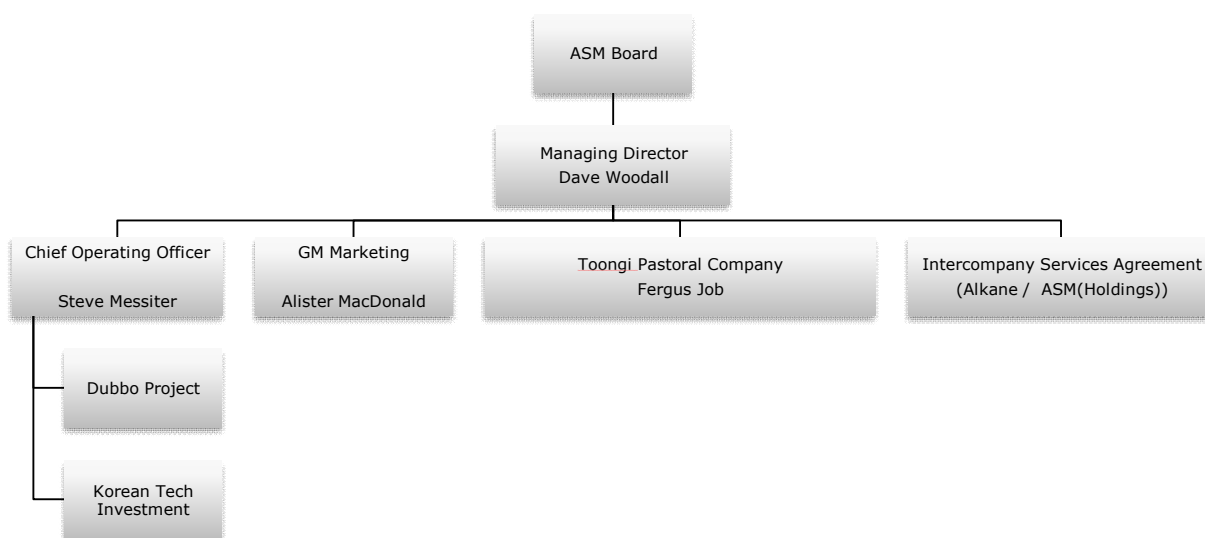 ASM Board
Managing Director
Dave Woodall
Chief Operating Officer
Steve Messiter
GM Marketing
Alister MacDonald
Toongi Pastoral Company
Fergus Job
Intercompany Services Agreement
(Alkane / ASM(Holdings))
Dubbo Project
Korean Tech
Investment